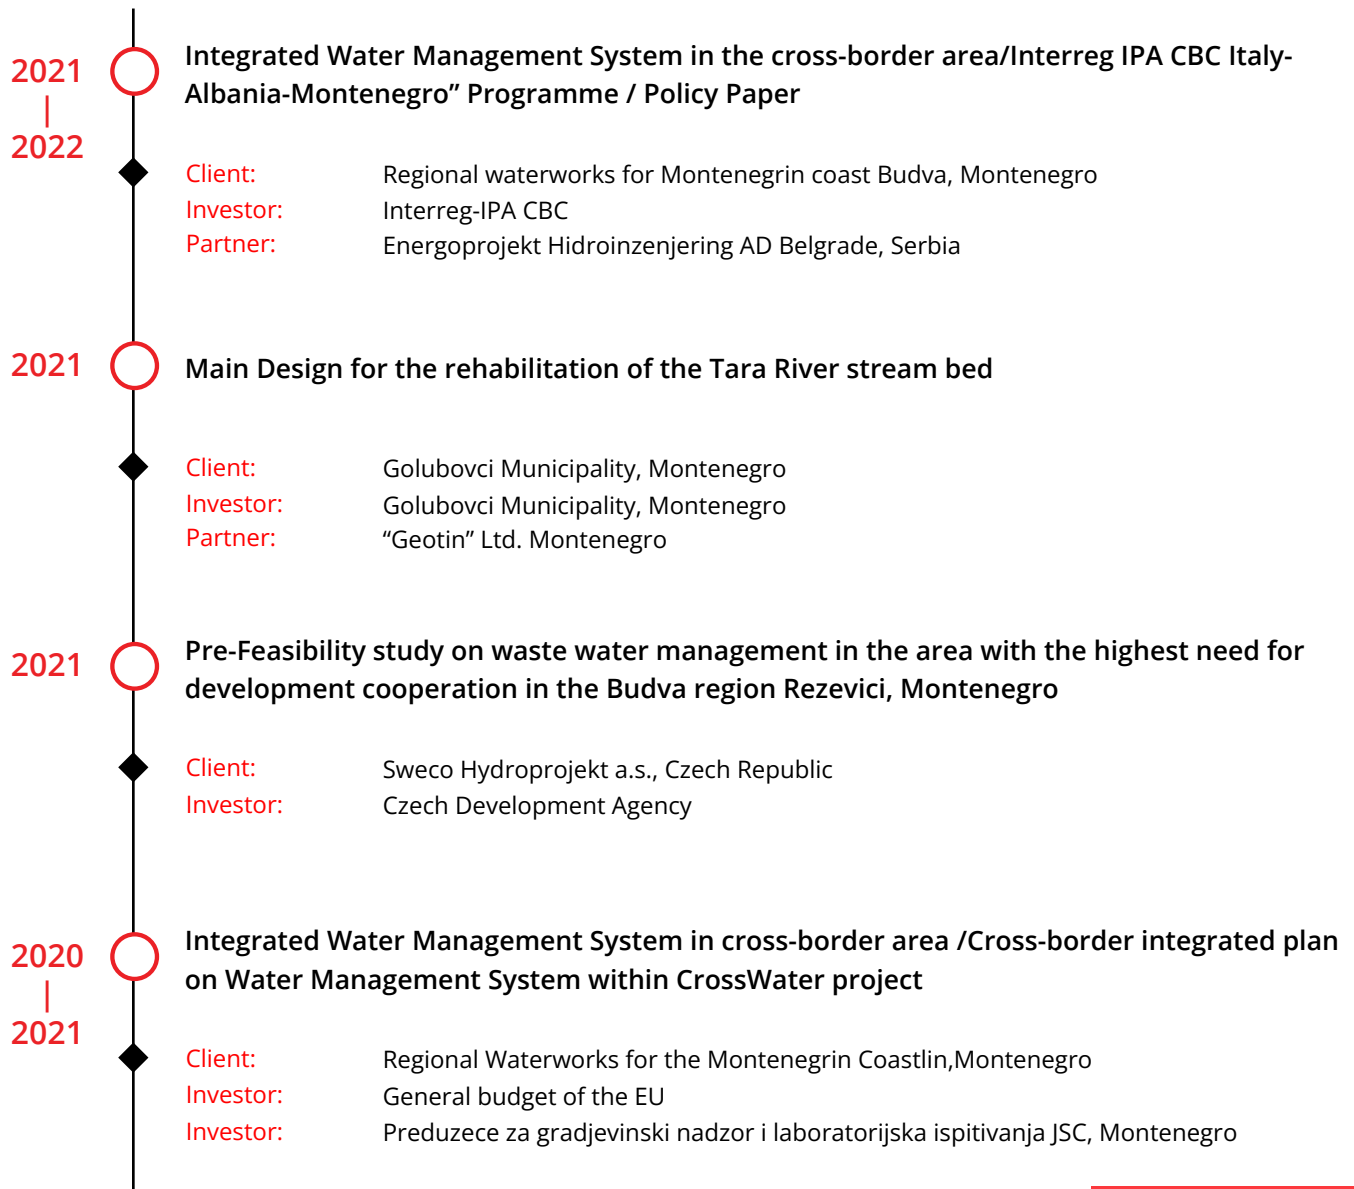 2021
|
2022
Integrated Water Management System in the cross-border area/Interreg IPA CBC Italy-
Albania-Montenegro” Programme / Policy Paper
Client: Regional waterworks for Montenegrin coast Budva, Montenegro
Investor: Interreg-IPA CBC
Partner: Energoprojekt Hidroinzenjering AD Belgrade, Serbia
2021
Main Design for the rehabilitation of the Tara River stream bed
Client: Golubovci Municipality, Montenegro
Investor: Golubovci Municipality, Montenegro
Partner: “Geotin” Ltd. Montenegro
2021
Pre-Feasibility study on waste water management in the area with the highest need for
development cooperation in the Budva region Rezevici, Montenegro
Client: Sweco Hydroprojekt a.s., Czech Republic
Investor: Czech Development Agency
2020
|
2021
Integrated Water Management System in cross-border area /Cross-border integrated plan
on Water Management System within CrossWater project
Client: Regional Waterworks for the Montenegrin Coastlin,Montenegro
Investor: General budget of the EU
Investor: Preduzece za gradjevinski nadzor i laboratorijska ispitivanja JSC, Montenegro